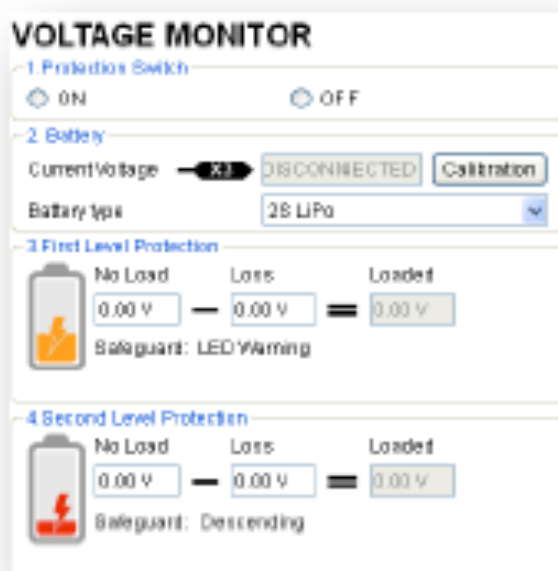 VOLTAGE MONITOR
1.Protection Switch
ON OFF
2. Battery
Current Voltage X3 DISCONNECTED Calibration
Battery type 2S LiPo
3.First Level Protection
No Load Loss Loaded
0.00 V 0.00 V 0.00 V
Safeguard: LED Warning
4.Second Level Protection
No Load Loss Loaded
0.00 V 0.00 V 0.00 V
Safeguard: Descending